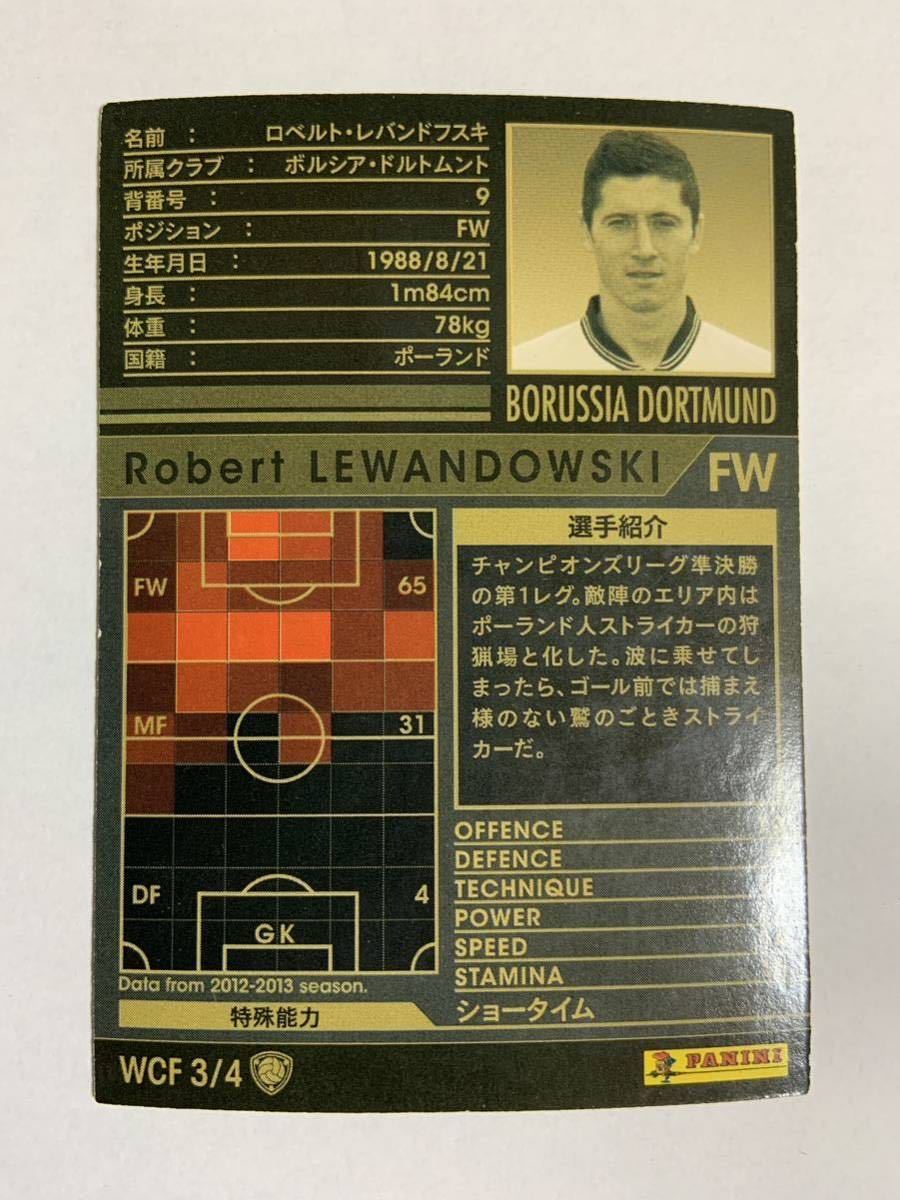 名前 : ロベルト・レバンドフスキ
所属クラブ : ボルシア・ドルトムント
背番号 : 9
ポジション : FW
生年月日 : 1988/8/21
身長 : 1m84cm
体重 : 78kg
国籍 : ポーランド
BORUSSIA DORTMUND
Robert LEWANDOWSKI FW
FW 65
MF 31
DF 4
GK
Data from 2012-2013 season.
特殊能力
選手紹介
チャンピオンズリーグ準決勝
の第1レグ。敵陣のエリア内は
ポーランド人ストライカーの狩
猟場と化した。波に乗せてし
まったら、ゴール前では捕まえ
様のない鷲のごときストライ
カーだ。
OFFENCE
DEFENCE
TECHNIQUE
POWER
SPEED
STAMINA
ショータイム
WCF 3/4
PANINI